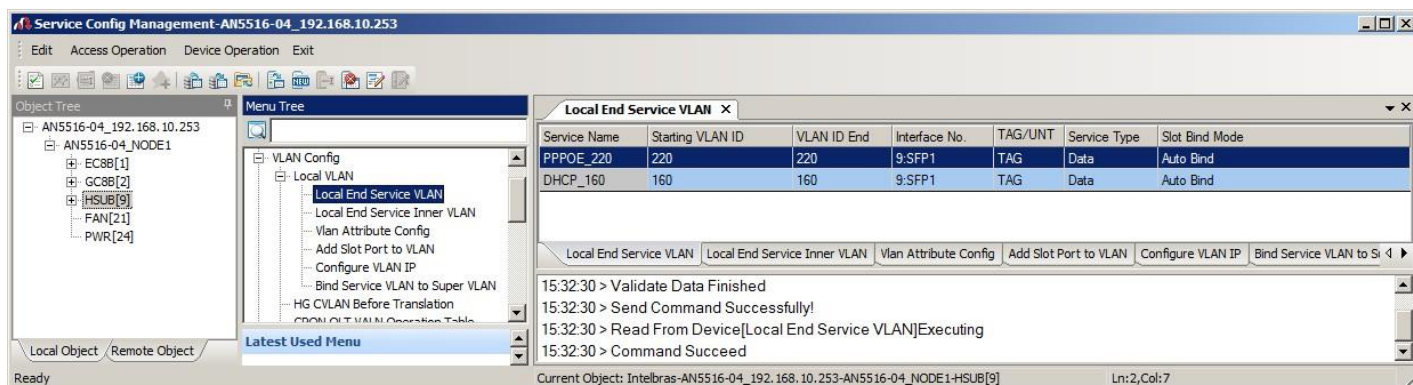 Service Config Management-AN5516-04_192.168.10.253
Edit Access Operation Device Operation Exit
Object Tree
AN5516-04_192.168.10.253
AN5516-04_NODE1
EC8B[1]
GC8B[2]
HSUB[9]
FAN[21]
PWR[24]
Local Object Remote Object
Menu Tree
VLAN Config
Local VLAN
Local End Service VLAN
Local End Service Inner VLAN
Vlan Attribute Config
Add Slot Port to VLAN
Configure VLAN IP
Bind Service VLAN to Super VLAN
HG CVLAN Before Translation
Latest Used Menu
Local End Service VLAN X
Service Name Starting VLAN ID VLAN ID End Interface No. TAG/UNT Service Type Slot Bind Mode
PPPOE_220 220 220 9:SFP1 TAG Data Auto Bind
DHCP_160 160 160 9:SFP1 TAG Data Auto Bind
Local End Service VLAN Local End Service Inner VLAN Vlan Attribute Config Add Slot Port to VLAN Configure VLAN IP Bind Service VLAN to
15:32:30 > Validate Data Finished
15:32:30 > Send Command Successfully!
15:32:30 > Read From Device[Local End Service VLAN]Executing
15:32:30 > Command Succeed
Ready Current Object: Intelbras-AN5516-04_192.168.10.253-AN5516-04_NODE1-HSUB[9] Ln:2,Col:7